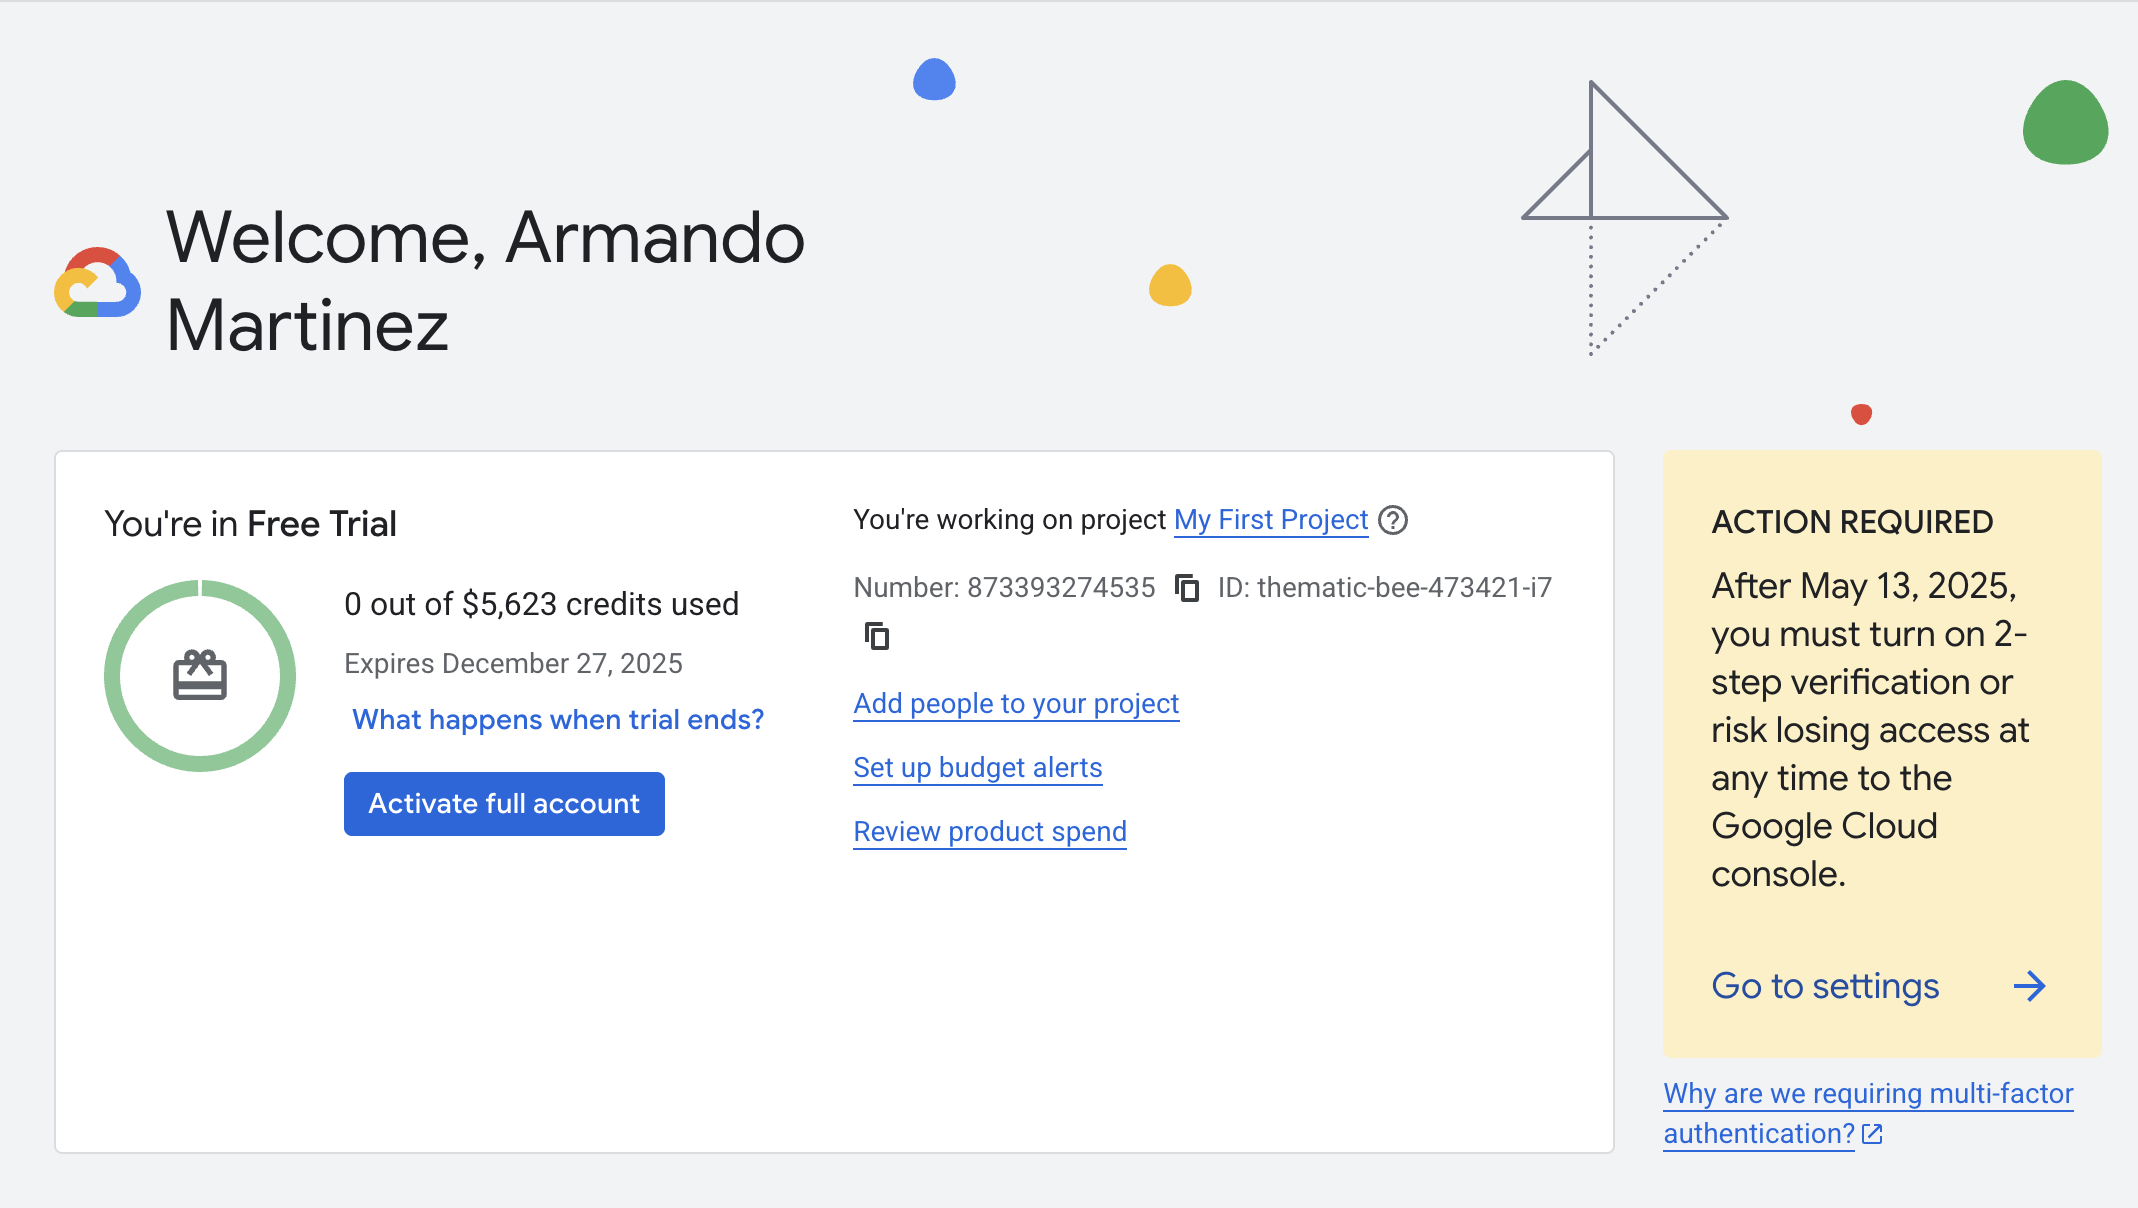 Welcome, Armando
Martinez
You're in Free Trial
0 out of $5,623 credits used
Expires December 27, 2025
What happens when trial ends?
Activate full account
You're working on project My First Project
Number: 873393274535 ID: thematic-bee-473421-i7
Add people to your project
Set up budget alerts
Review product spend
ACTION REQUIRED
After May 13, 2025,
you must turn on 2-
step verification or
risk losing access at
any time to the
Google Cloud
console.
Go to settings
Why are we requiring multi-factor
authentication?